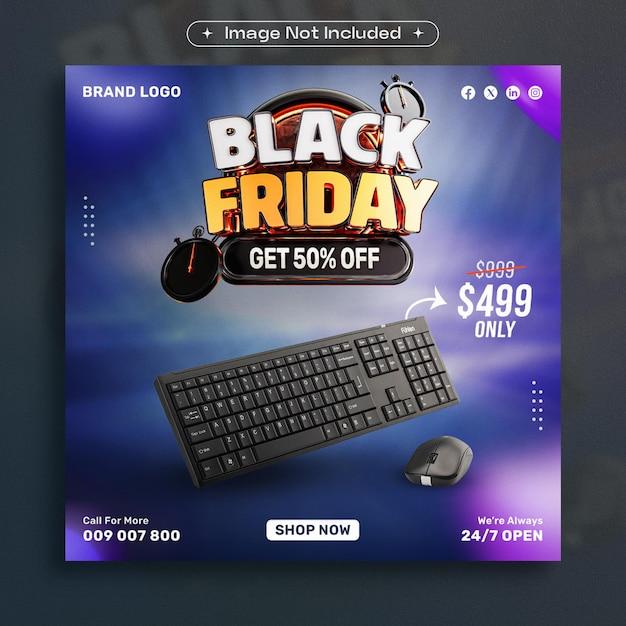 Image Not Included
BRAND LOGO
BLACK
FRIDAY
GET 50% OFF
$999
$499
ONLY
Fühlen
Call For More
009 007 800
SHOP NOW
We're Always
24/7 OPEN